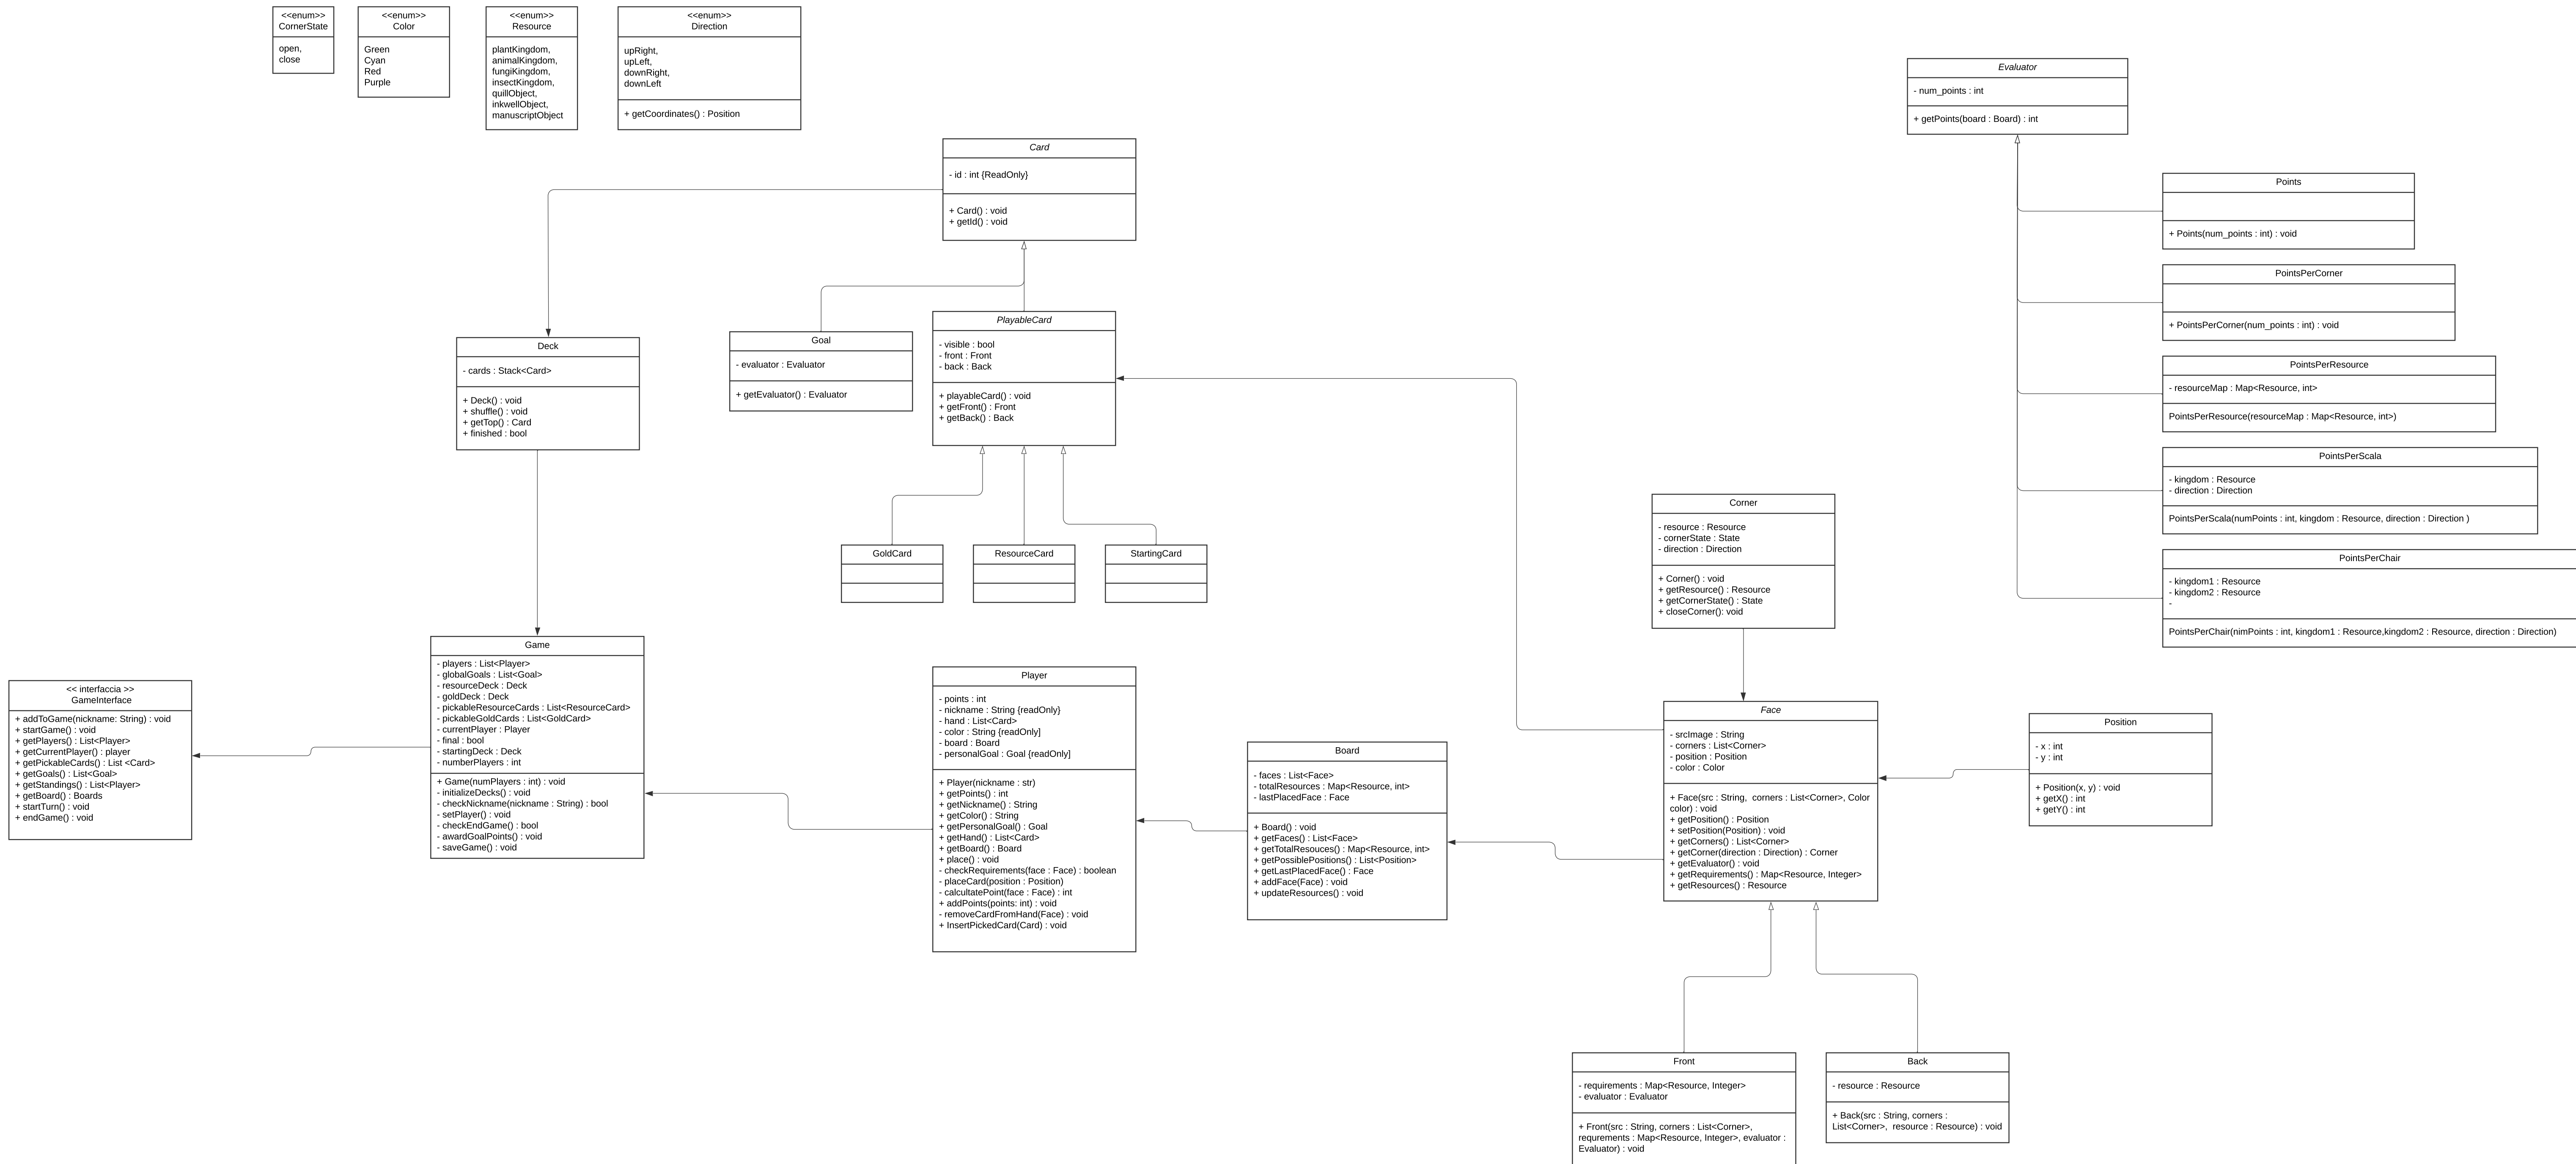 <<enum>>
CornerState
open,
close
<<enum>>
Color
Green
Cyan
Red
Purple
<<enum>>
Resource
plantKingdom,
animalKingdom,
fungiKingdom,
insectKingdom,
quillObject,
inkwellObject,
manuscriptObject
<<enum>>
Direction
upRight,
upLeft,
downRight,
downLeft
+ getCoordinates() : Position
Evaluator
- num_points : int
+ getPoints(board : Board) : int
Card
- id : int {ReadOnly}
+ Card() : void
+ getId() : void
Points
+ Points(num_points : int) : void
PointsPerCorner
+ PointsPerCorner(num_points : int) : void
PointsPerResource
- resourceMap : Map<Resource, int>
PointsPerResource(resourceMap : Map<Resource, int>)
PointsPerScala
- kingdom : Resource
- direction : Direction
PointsPerScala(numPoints : int, kingdom : Resource, direction : Direction )
PointsPerChair
- kingdom1 : Resource
- kingdom2 : Resource
-
PointsPerChair(nimPoints : int, kingdom1 : Resource,kingdom2 : Resource, direction : Direction)
Deck
- cards : Stack<Card>
+ Deck() : void
+ shuffle() : void
+ getTop() : Card
+ finished : bool
Goal
- evaluator : Evaluator
+ getEvaluator() : Evaluator
PlayableCard
- visible : bool
- front : Front
- back : Back
+ playableCard() : void
+ getFront() : Front
+ getBack() : Back
GoldCard
ResourceCard
StartingCard
Corner
- resource : Resource
- cornerState : State
- direction : Direction
+ Corner() : void
+ getResource() : Resource
+ getCornerState() : State
+ closeCorner(): void
<< interfaccia >>
GameInterface
+ addToGame(nickname: String) : void
+ startGame() : void
+ getPlayers() : List<Player>
+ getCurrentPlayer() : player
+ getPickableCards() : List <Card>
+ getGoals() : List<Goal>
+ getStandings() : List<Player>
+ getBoard() : Boards
+ startTurn() : void
+ endGame() : void
Game
- players : List<Player>
- globalGoals : List<Goal>
- resourceDeck : Deck
- goldDeck : Deck
- pickableResourceCards : List<ResourceCard>
- pickableGoldCards : List<GoldCard>
- currentPlayer : Player
- final : bool
- startingDeck : Deck
- numberPlayers : int
+ Game(numPlayers : int) : void
- initializeDecks() : void
- checkNickname(nickname : String) : bool
- setPlayer() : void
- checkEndGame() : bool
- awardGoalPoints() : void
- saveGame() : void
Player
- points : int
- nickname : String {readOnly}
- hand : List<Card>
- color : String {readOnly]
- board : Board
- personalGoal : Goal {readOnly]
+ Player(nickname : str)
+ getPoints() : int
+ getNickname() : String
+ getColor() : String
+ getPersonalGoal() : Goal
+ getHand() : List<Card>
+ getBoard() : Board
+ place() : void
- checkRequirements(face : Face) : boolean
- placeCard(position : Position)
- calcultatePoint(face : Face) : int
+ addPoints(points: int) : void
- removeCardFromHand(Face) : void
+ InsertPickedCard(Card) : void
Board
- faces : List<Face>
- totalResources : Map<Resource, int>
- lastPlacedFace : Face
+ Board() : void
+ getFaces() : List<Face>
+ getTotalResouces() : Map<Resource, int>
+ getPossiblePositions() : List<Position>
+ getLastPlacedFace() : Face
+ addFace(Face) : void
+ updateResources() : void
Face
- srcImage : String
- corners : List<Corner>
- position : Position
- color : Color
+ Face(src : String,  corners : List<Corner>, Color
color) : void
+ getPosition() : Position
+ setPosition(Position) : void
+ getCorners() : List<Corner>
+ getCorner(direction : Direction) : Corner
+ getEvaluator() : void
+ getRequirements() : Map<Resource, Integer>
+ getResources() : Resource
Position
- x : int
- y : int
+ Position(x, y) : void
+ getX() : int
+ getY() : int
Front
- requirements : Map<Resource, Integer>
- evaluator : Evaluator
+ Front(src : String, corners : List<Corner>,
requrements : Map<Resource, Integer>, evaluator :
Evaluator) : void
Back
- resource : Resource
+ Back(src : String, corners :
List<Corner>,  resource : Resource) : void